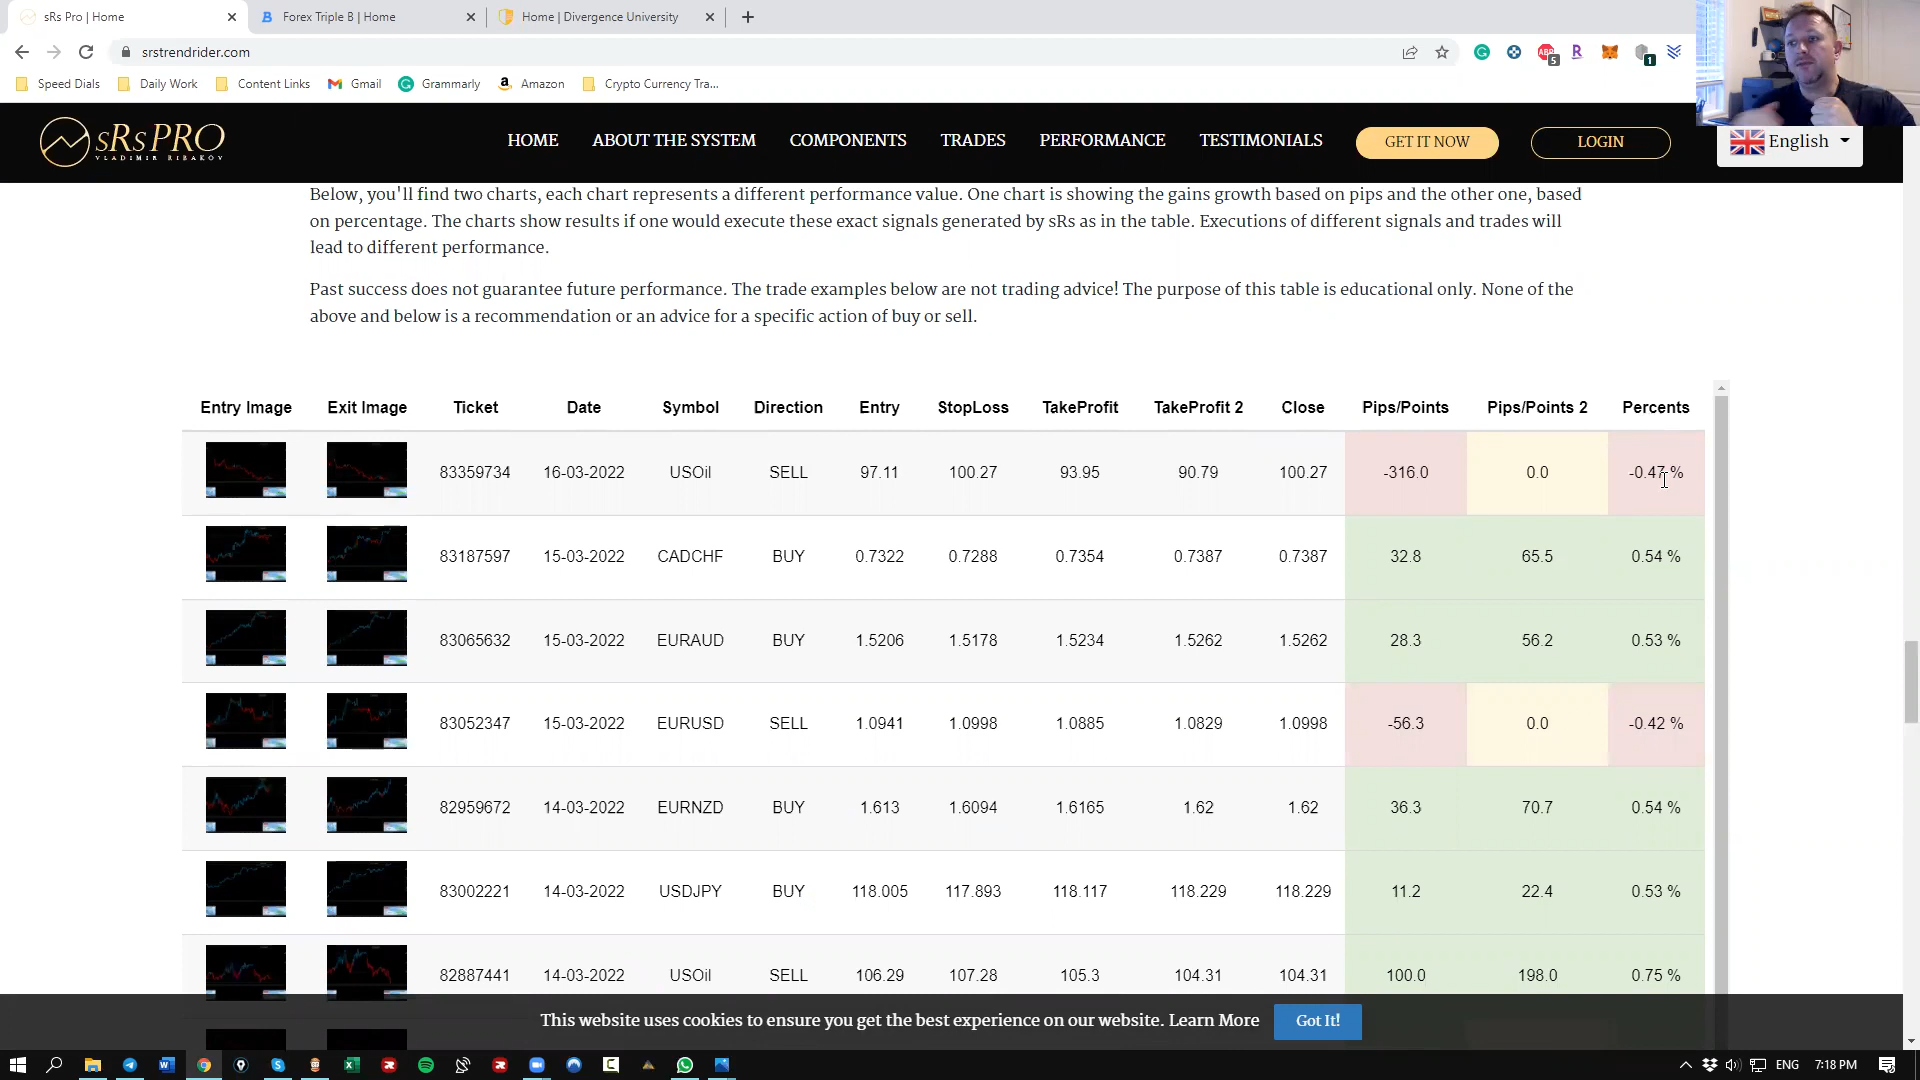 sRs Pro | Home
Forex Triple B | Home
Home | Divergence University
srstrendrider.com
5
1
Speed Dials
Daily Work
Content Links
Gmail
Grammarly
Amazon
Crypto Currency Tra...
sRs PRO
VLADIMIR RIBAKOV
HOME
ABOUT THE SYSTEM
COMPONENTS
TRADES
PERFORMANCE
TESTIMONIALS
GET IT NOW
LOGIN
English
Below, you'll find two charts, each chart represents a different performance value. One chart is showing the gains growth based on pips and the other one, based
on percentage. The charts show results if one would execute these exact signals generated by sRs as in the table. Executions of different signals and trades will
lead to different performance.
Past success does not guarantee future performance. The trade examples below are not trading advice! The purpose of this table is educational only. None of the
above and below is a recommendation or an advice for a specific action of buy or sell.
Entry Image Exit Image Ticket Date Symbol Direction Entry StopLoss TakeProfit TakeProfit 2 Close Pips/Points Pips/Points 2 Percents
83359734 16-03-2022 USOil SELL 97.11 100.27 93.95 90.79 100.27 -316.0 0.0 -0.47 %
83187597 15-03-2022 CADCHF BUY 0.7322 0.7288 0.7354 0.7387 0.7387 32.8 65.5 0.54 %
83065632 15-03-2022 EURAUD BUY 1.5206 1.5178 1.5234 1.5262 1.5262 28.3 56.2 0.53 %
83052347 15-03-2022 EURUSD SELL 1.0941 1.0998 1.0885 1.0829 1.0998 -56.3 0.0 -0.42 %
82959672 14-03-2022 EURNZD BUY 1.613 1.6094 1.6165 1.62 1.62 36.3 70.7 0.54 %
83002221 14-03-2022 USDJPY BUY 118.005 117.893 118.117 118.229 118.229 11.2 22.4 0.53 %
82887441 14-03-2022 USOil SELL 106.29 107.28 105.3 104.31 104.31 100.0 198.0 0.75 %
This website uses cookies to ensure you get the best experience on our website. Learn More
Got It!
ENG
7:18 PM